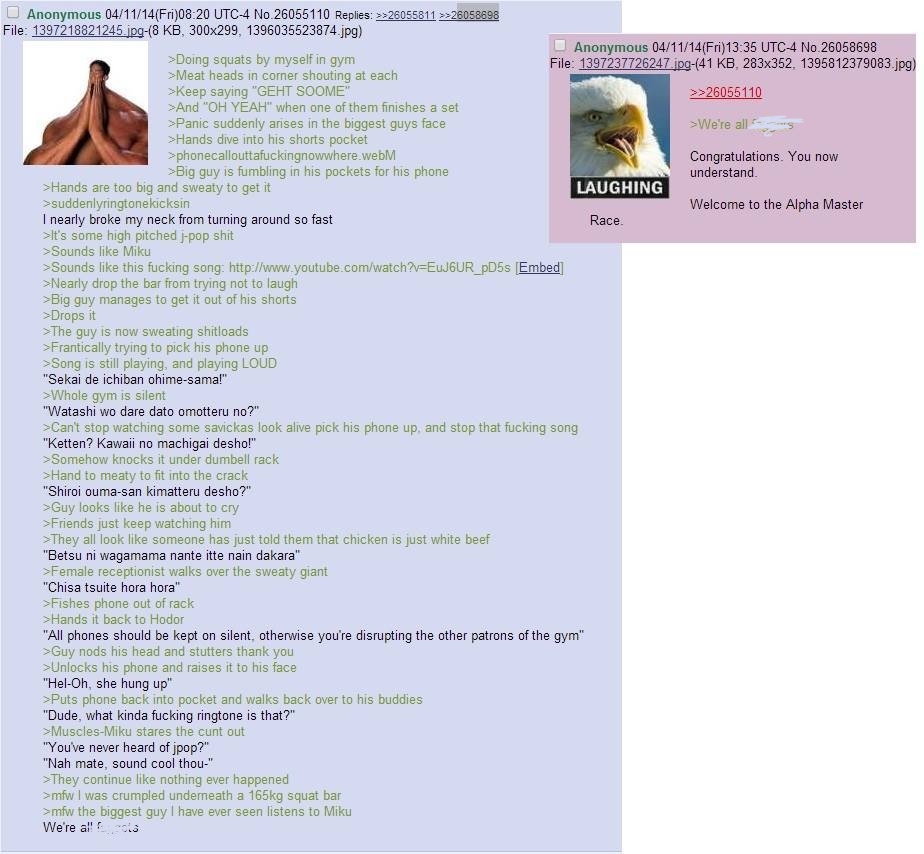 Anonymous 04/11/14(Fri)08:20 UTC-4 No.26055110 Replies: >>26055811 >>26058698
File: 1397218821245.jpg-(8 KB, 300x299, 1396035523874.jpg)
>Doing squats by myself in gym
>Meat heads in corner shouting at each
>Keep saying "GEHT SOOME"
>And "OH YEAH" when one of them finishes a set
>Panic suddenly arises in the biggest guys face
>Hands dive into his shorts pocket
>phonecallouttafuckingnowwhere.webM
>Big guy is fumbling in his pockets for his phone
>Hands are too big and sweaty to get it
>suddenlyringtonekicksin
I nearly broke my neck from turning around so fast
>It's some high pitched j-pop shit
>Sounds like Miku
>Sounds like this fucking song: http://www.youtube.com/watch?v=EuJ6UR_pD5s [Embed]
>Nearly drop the bar from trying not to laugh
>Big guy manages to get it out of his shorts
>Drops it
>The guy is now sweating shitloads
>Frantically trying to pick his phone up
>Song is still playing, and playing LOUD
"Sekai de ichiban ohime-sama!"
>Whole gym is silent
"Watashi wo dare dato omotteru no?"
>Can't stop watching some savickas look alive pick his phone up, and stop that fucking song
"Ketten? Kawaii no machigai desho!"
>Somehow knocks it under dumbell rack
>Hand to meaty to fit into the crack
"Shiroi ouma-san kimatteru desho?"
>Guy looks like he is about to cry
>Friends just keep watching him
>They all look like someone has just told them that chicken is just white beef
"Betsu ni wagamama nante itte nain dakara"
>Female receptionist walks over the sweaty giant
"Chisa tsuite hora hora"
>Fishes phone out of rack
>Hands it back to Hodor
"All phones should be kept on silent, otherwise you're disrupting the other patrons of the gym"
>Guy nods his head and stutters thank you
>Unlocks his phone and raises it to his face
"Hel-Oh, she hung up"
>Puts phone back into pocket and walks back over to his buddies
"Dude, what kinda fucking ringtone is that?"
>Muscles-Miku stares the cunt out
"You've never heard of jpop?"
"Nah mate, sound cool thou-"
>They continue like nothing ever happened
>mfw I was crumpled underneath a 165kg squat bar
>mfw the biggest guy I have ever seen listens to Miku
We're all
Anonymous 04/11/14(Fri)13:35 UTC-4 No.26058698
File: 1397237726247.jpg-(41 KB, 283x352, 1395812379083.jpg)
LAUGHING
>>26055110
>We're all
Congratulations. You now
understand.
Welcome to the Alpha Master
Race.